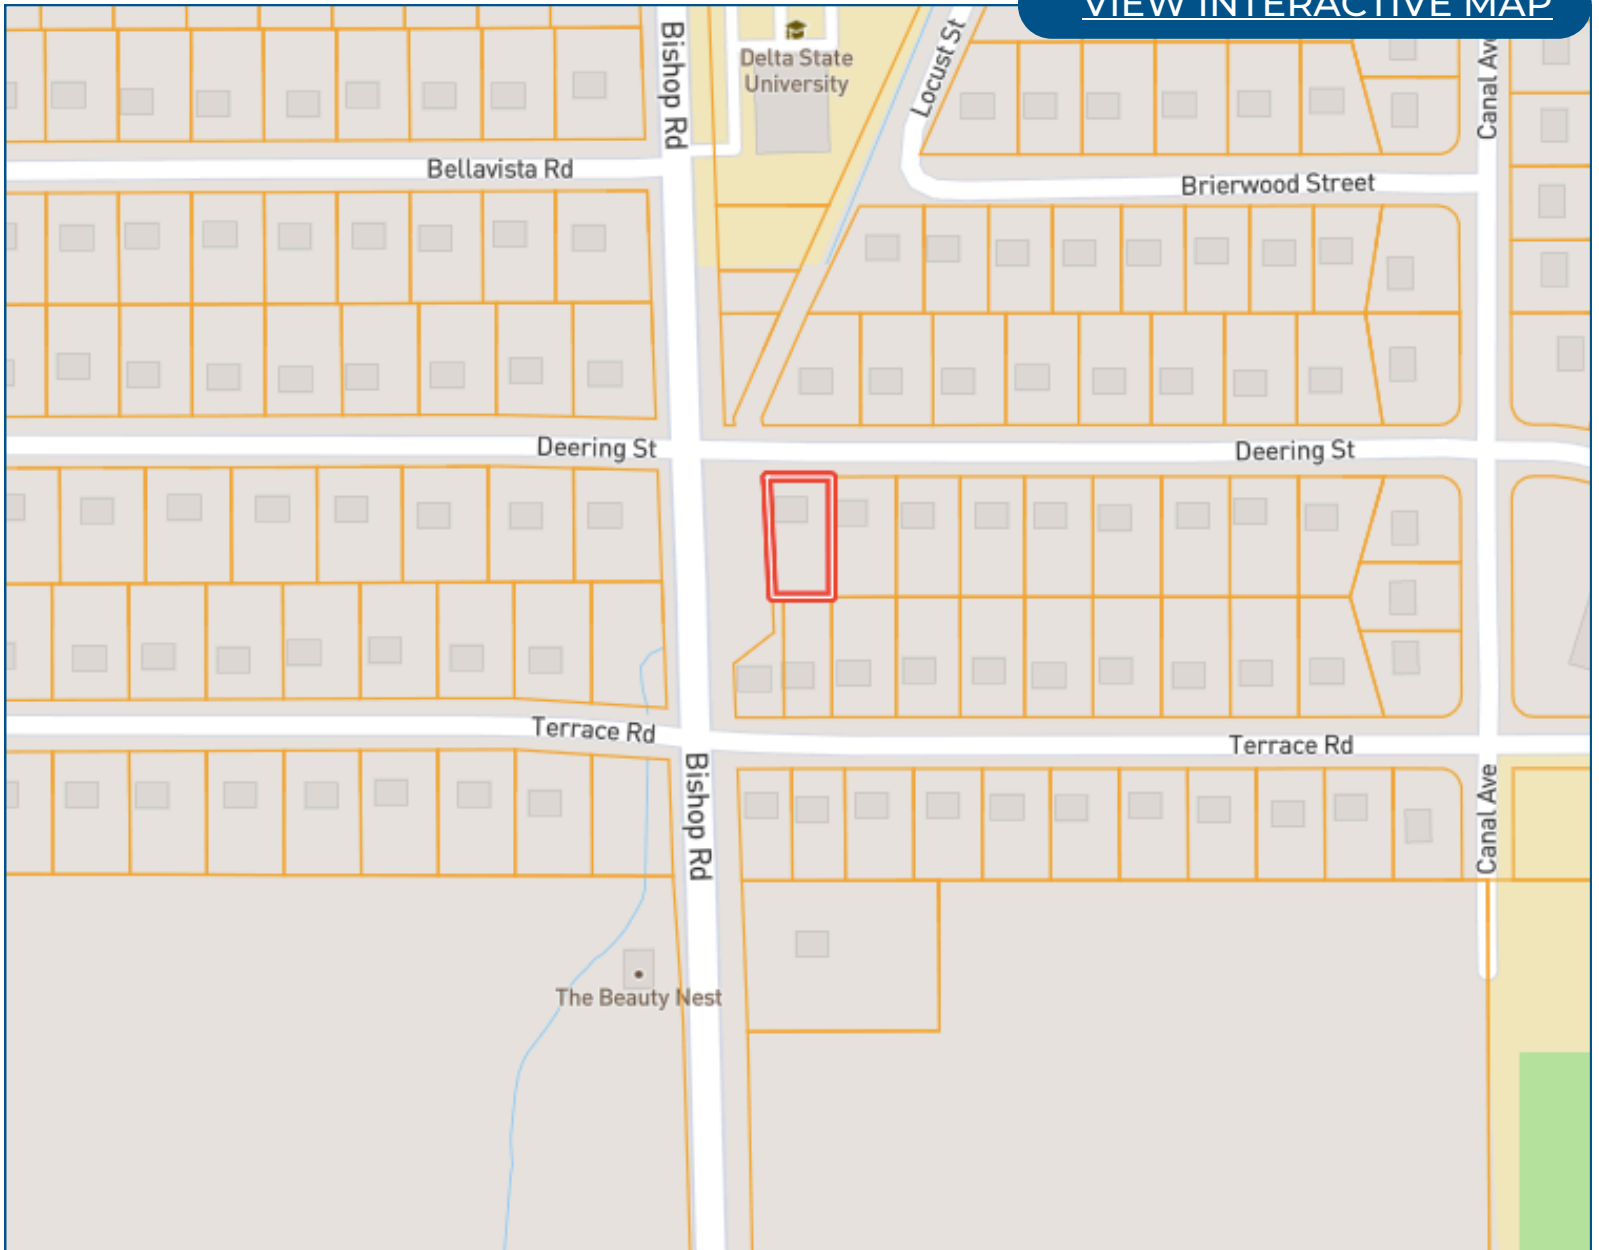 VIEW INTERACTIVE MAP
Bishop Rd
Delta State
University
Locust St
Canal Ave
Bellavista Rd
Brierwood Street
Deering St
Deering St
Terrace Rd
Terrace Rd
Bishop Rd
Canal Ave
The Beauty Nest